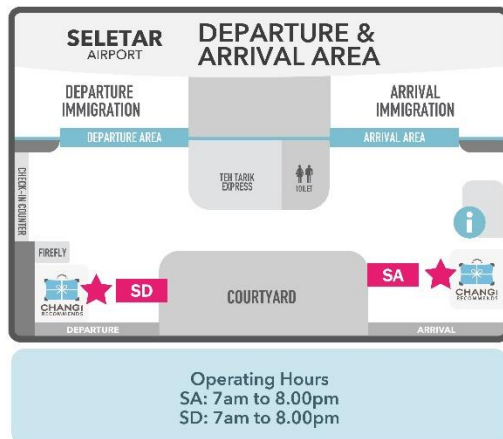 SELETAR
AIRPORT
DEPARTURE &
ARRIVAL AREA
DEPARTURE
IMMIGRATION
ARRIVAL
IMMIGRATION
DEPARTURE AREA
ARRIVAL AREA
CHECK-IN COUNTER
TEH TARIK
EXPRESS
TOILET
i
FIREFLY
CHANGI
RECOMMENDS
SD
COURTYARD
SA
CHANGI
RECOMMENDS
DEPARTURE
ARRIVAL
Operating Hours
SA: 7am to 8.00pm
SD: 7am to 8.00pm